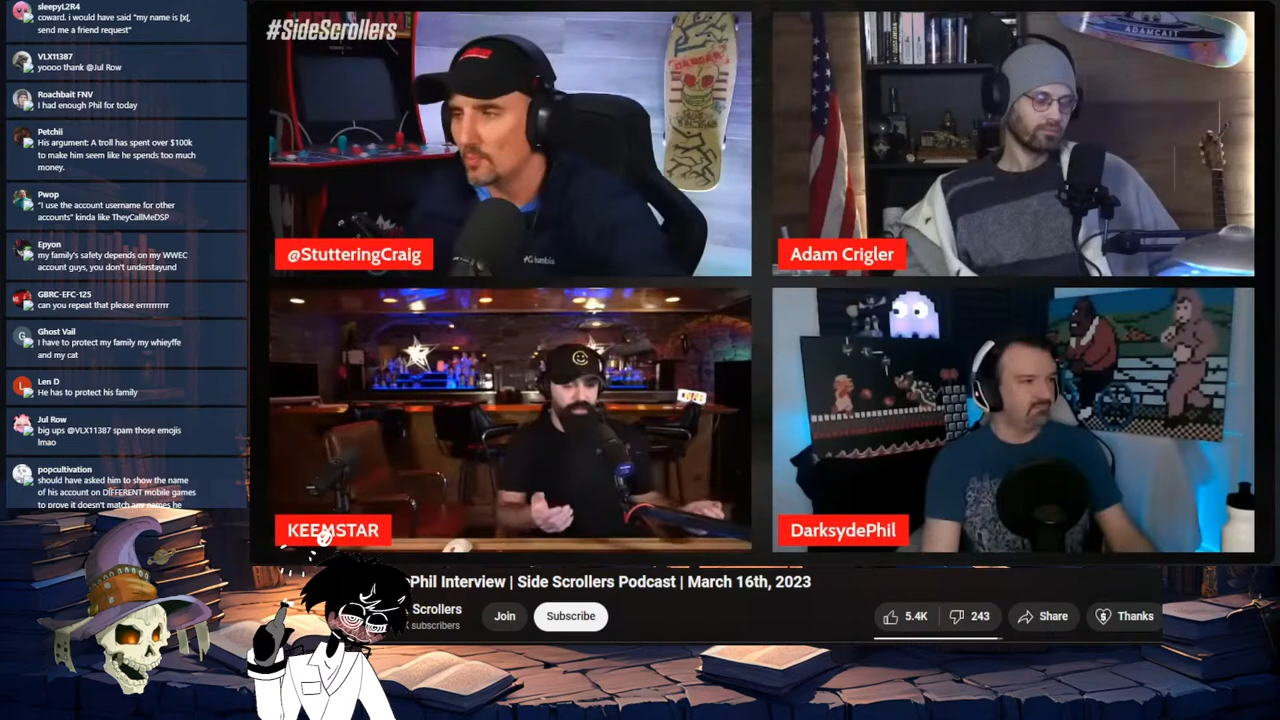 sleepyL2R4
coward. i would have said "my name is [x[,
send me a friend request"
VLX11387
yoooo thank @Jul Row
Roachbait FNV
I had enough Phil for today
Petchii
His argument: A troll has spent over $100k
to make him seem like he spends too much
money.
Pwop
"I use the account username for other
accounts" kinda like TheyCallMeDSP
Epyon
my family's safety depends on my WWEC
account guys, you don't understayund
GBRC-EFC-125
can you repeat that please errrrrrrrr
G
Ghost Vail
I have to protect my family my whieyffe
and my cat
L
Len D
He has to protect his family
Jul Row
big ups @VLX11387 spam those emojis
lmao
popcultivation
should have asked him to show the name
of his account on DIFFERENT mobile games
to prove it doesn't match any names he
#SideScrollers
DANGER
@StutteringCraig
Columbia
ADAMCAIT
Adam Crigler
KEEMSTAR
DarksydePhil
Phil Interview | Side Scrollers Podcast | March 16th, 2023
Scrollers
subscribers
Join
Subscribe
5.4K
243
Share
Thanks